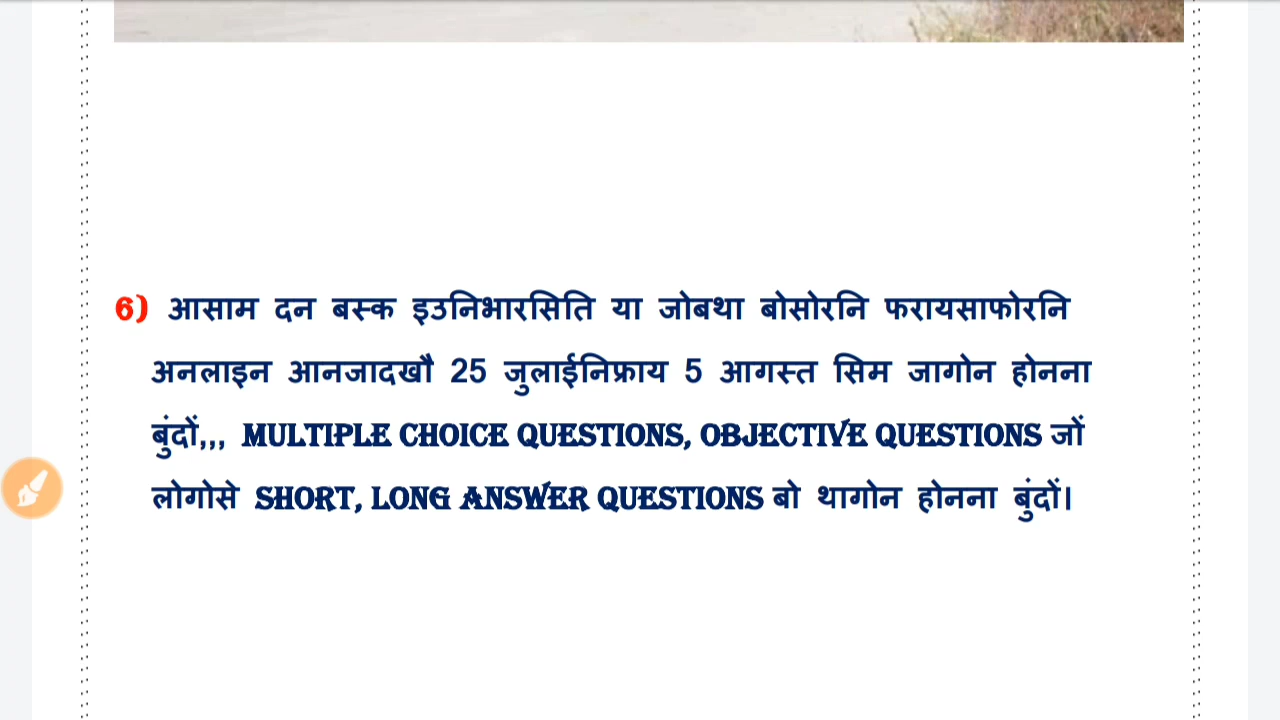 6) आसाम दन बस्क इउनिभारसिति या जोबथा बोसोरनि फरायसाफोरनि
अनलाइन आनजादखौ 25 जुलाईनिफ्राय 5 आगस्त सिम जागोन होनना
बुंदों,,, MULTIPLE CHOICE QUESTIONS, OBJECTIVE QUESTIONS जों
लोगोसे SHORT, LONG ANSWER QUESTIONS बो थागोन होनना बुंदों।